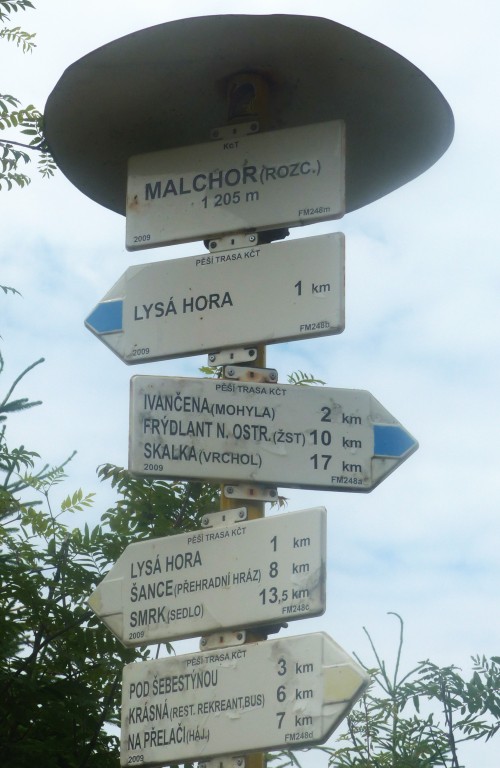 KČT
MALCHOŘ (ROZC.)
1 205 m
2009 FM248m
PĚŠÍ TRASA KČT
LYSÁ HORA 1 km
2009 FM248b
PĚŠÍ TRASA KČT
IVANČENA (MOHYLA) 2 km
FRÝDLANT N. OSTR. (ŽST) 10 km
SKALKA (VRCHOL) 17 km
2009 FM248a
PĚŠÍ TRASA KČT
LYSÁ HORA 1 km
ŠANCE (PŘEHRADNÍ HRÁZ) 8 km
SMRK (SEDLO) 13,5 km
2009 FM248c
PĚŠÍ TRASA KČT
POD ŠEBESTÝNOU 3 km
KRÁSNÁ (REST. REKREANT, BUS) 6 km
NA PŘELAČÍ (HÁJ.) 7 km
2009 FM248d